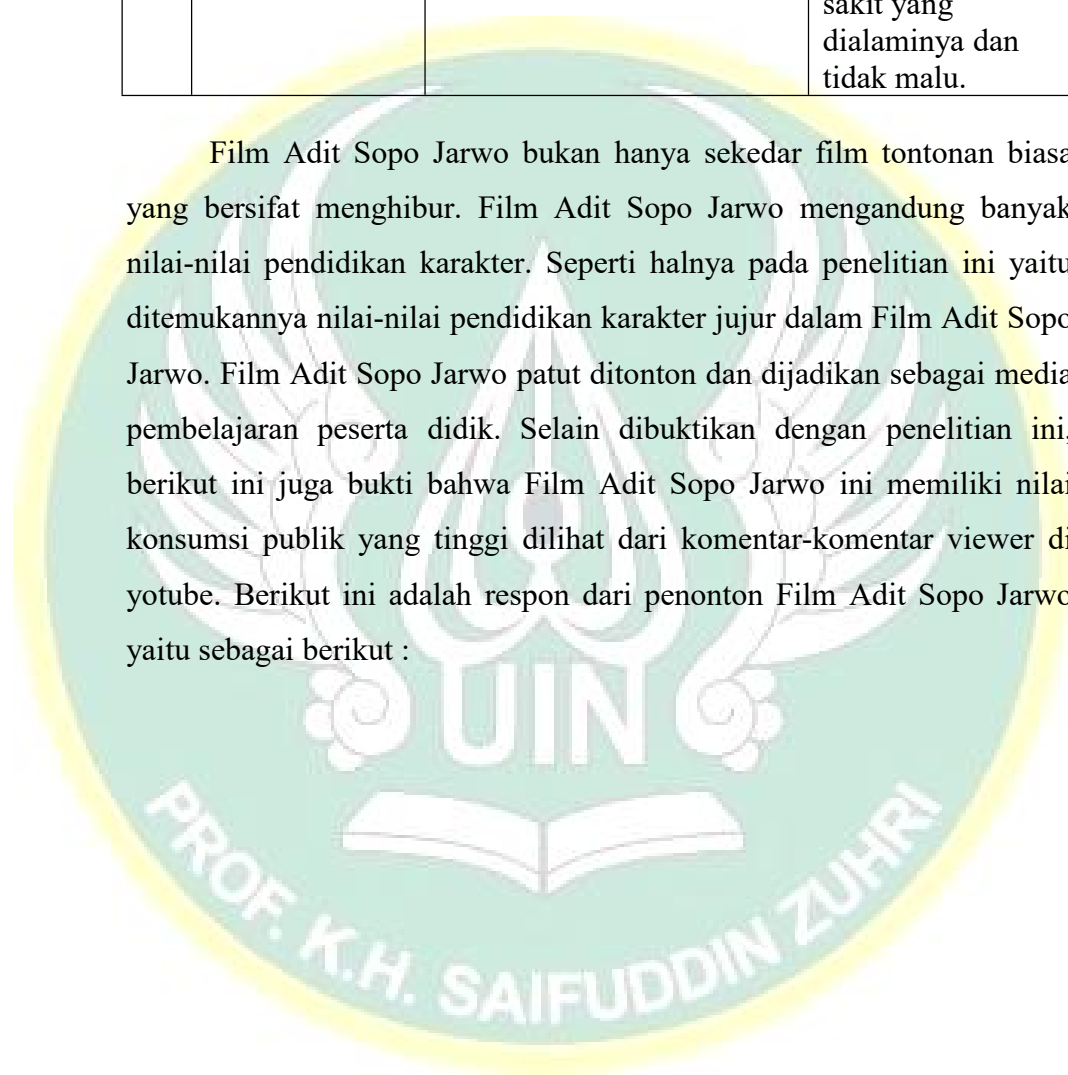 sakit yang
dialaminya dan
tidak malu.
Film Adit Sopo Jarwo bukan hanya sekedar film tontonan biasa
yang bersifat menghibur. Film Adit Sopo Jarwo mengandung banyak
nilai-nilai pendidikan karakter. Seperti halnya pada penelitian ini yaitu
ditemukannya nilai-nilai pendidikan karakter jujur dalam Film Adit Sopo
Jarwo. Film Adit Sopo Jarwo patut ditonton dan dijadikan sebagai media
pembelajaran peserta didik. Selain dibuktikan dengan penelitian ini,
berikut ini juga bukti bahwa Film Adit Sopo Jarwo ini memiliki nilai
konsumsi publik yang tinggi dilihat dari komentar-komentar viewer di
yotube. Berikut ini adalah respon dari penonton Film Adit Sopo Jarwo
yaitu sebagai berikut :
UIN
PROF. K.H. SAIFUDDIN ZUHRI